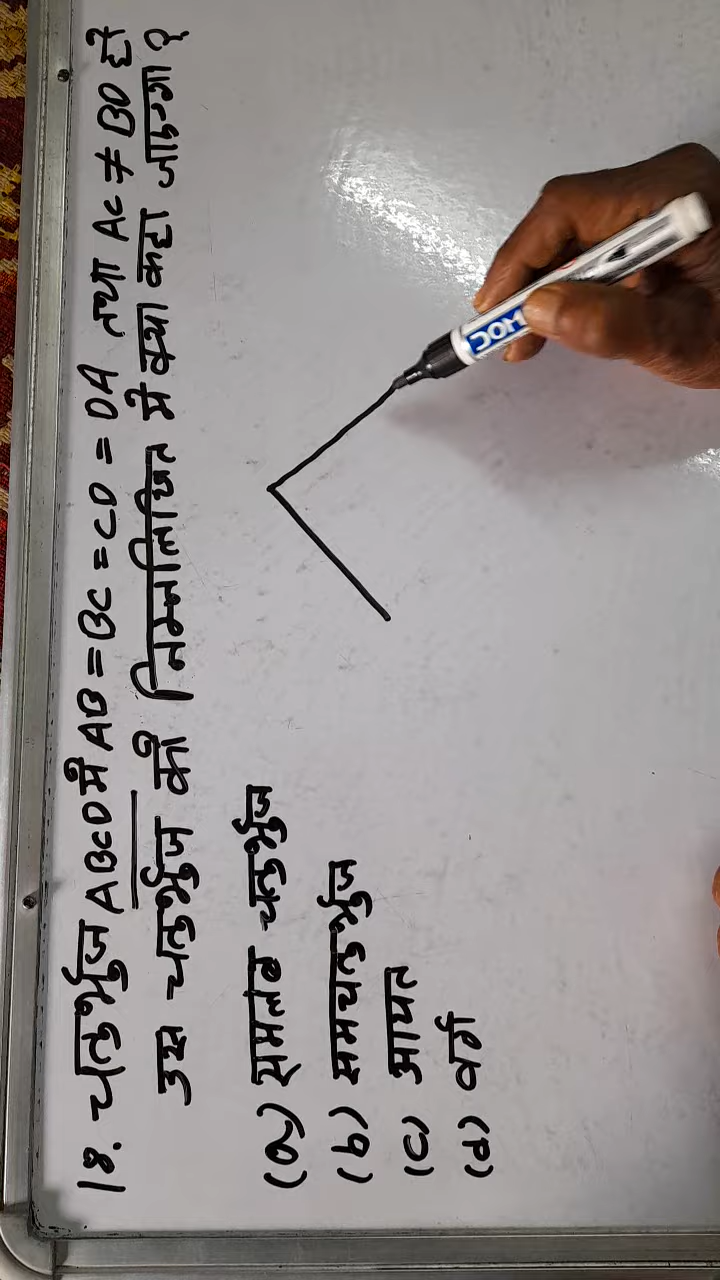 18. चतुर्भुज ABCD में AB = BC = CD = DA तथा AC ≠ BD हो
उस चतुर्भुज को निम्नलिखित में क्या कहा जाएगा ?
(a) समलंब चतुर्भुज
(b) समचतुर्भुज
(c) आयत
(d) वर्ग
DOM